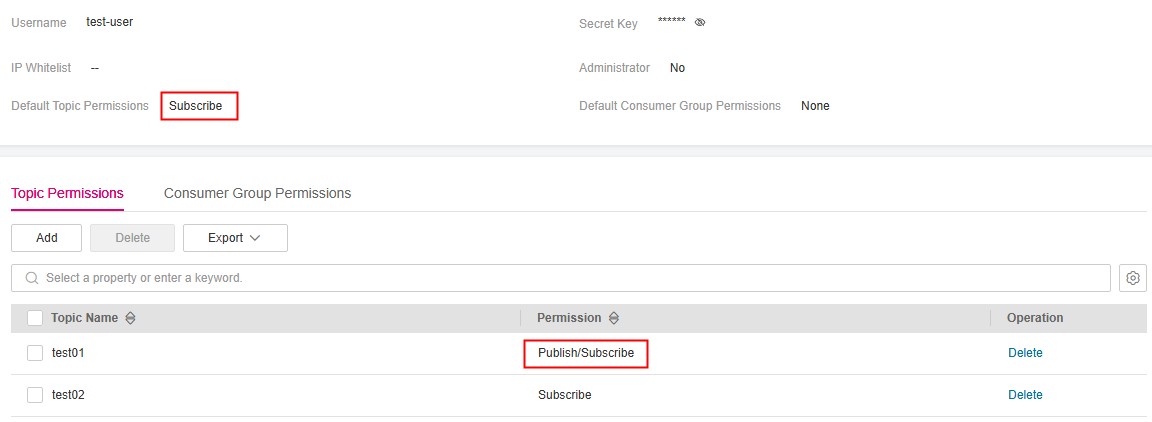 Username test-user Secret Key ******
IP Whitelist -- Administrator No
Default Topic Permissions Subscribe Default Consumer Group Permissions None
Topic Permissions Consumer Group Permissions
Add Delete Export
Select a property or enter a keyword.
Topic Name Permission Operation
test01 Publish/Subscribe Delete
test02 Subscribe Delete